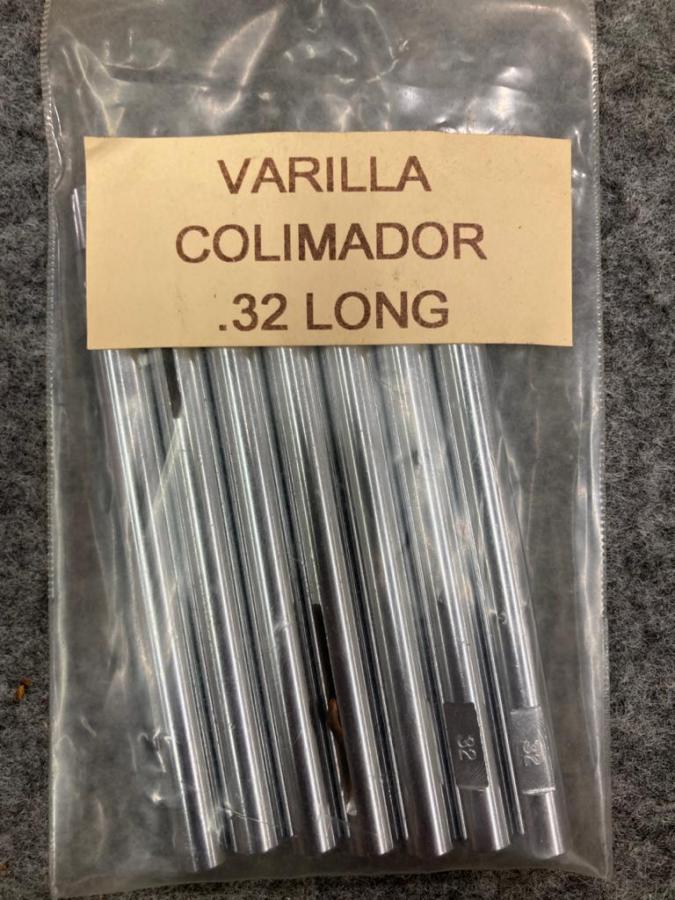 VARILLA
COLIMADOR
.32 LONG
32
32